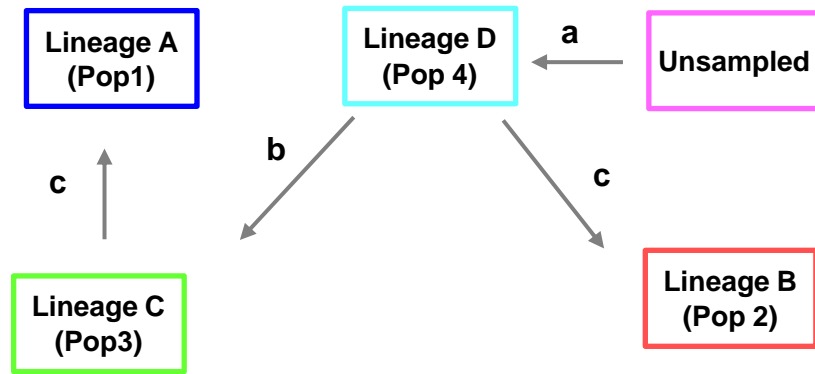 Lineage A
(Pop1)
Lineage D
(Pop 4)
a
Unsampled
b
c
c
Lineage C
(Pop3)
Lineage B
(Pop 2)